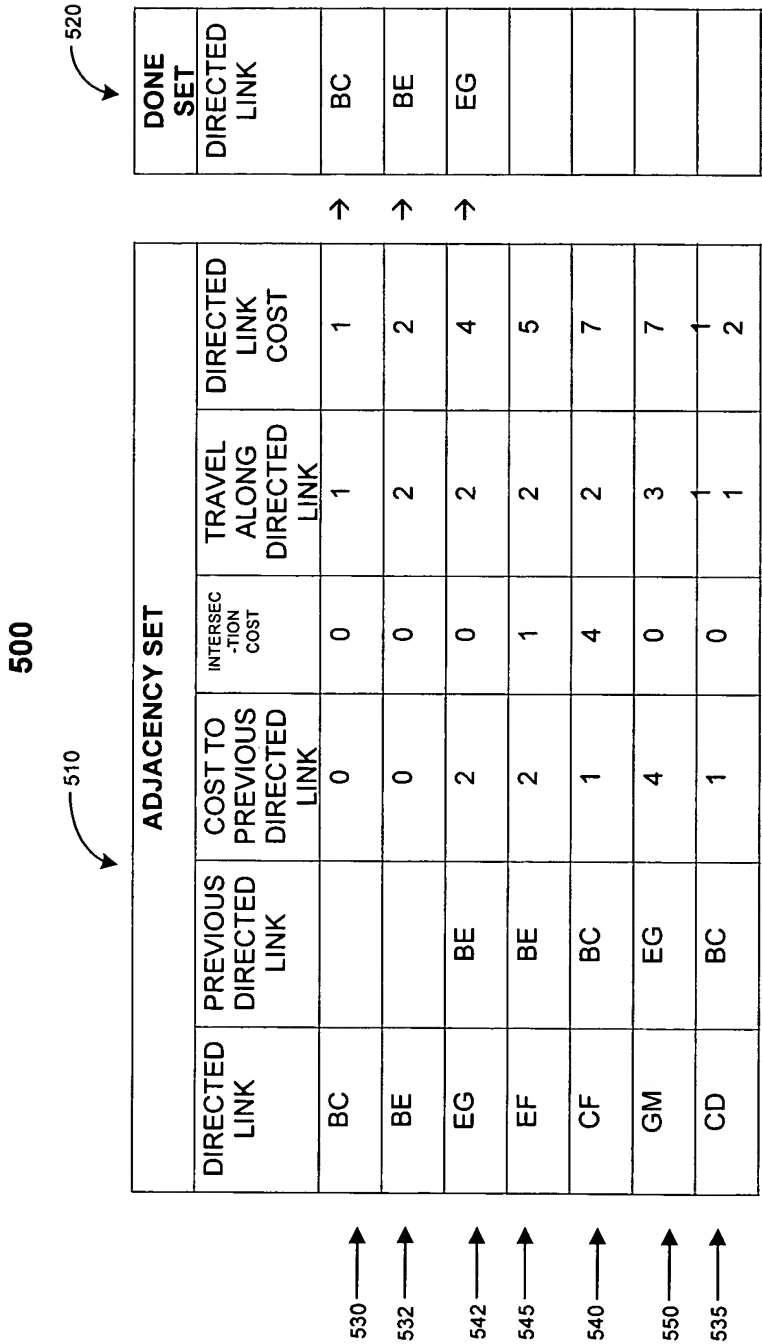 500
510
520
ADJACENCY SET
DIRECTED LINK
PREVIOUS DIRECTED LINK
COST TO PREVIOUS DIRECTED LINK
INTERSEC -TION COST
TRAVEL ALONG DIRECTED LINK
DIRECTED LINK COST
DONE SET
DIRECTED LINK
530 BC 0 0 1 1 → BC
532 BE 0 0 2 2 → BE
542 EG BE 2 0 2 4 → EG
545 EF BE 2 1 2 5
540 CF BC 1 4 2 7
550 GM EG 4 0 3 7
535 CD BC 1 0 11 12